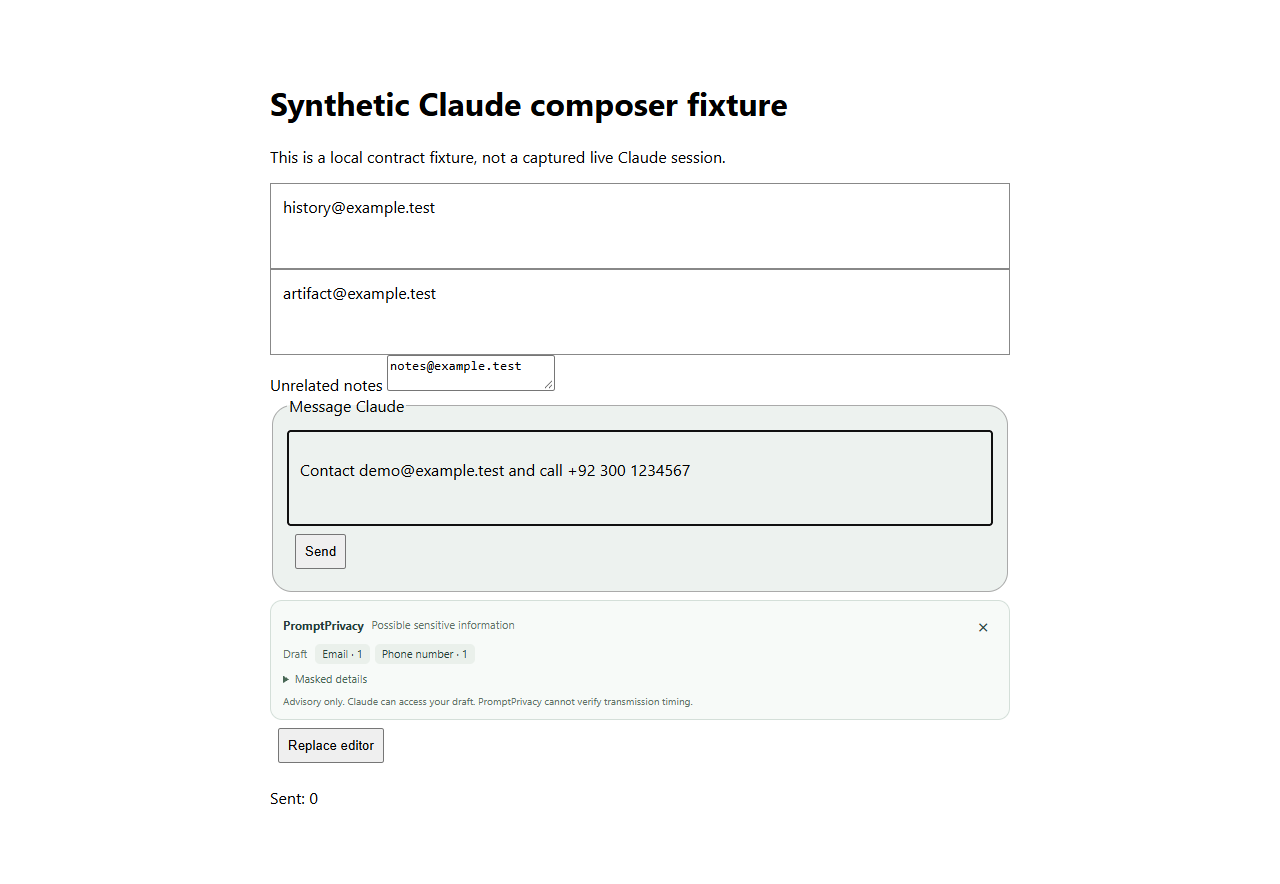 Synthetic Claude composer fixture
This is a local contract fixture, not a captured live Claude session.
history@example.test
artifact@example.test
Unrelated notes notes@example.test
Message Claude
Contact demo@example.test and call +92 300 1234567
Send
PromptPrivacy Possible sensitive information ×
Draft Email · 1 Phone number · 1
▶ Masked details
Advisory only. Claude can access your draft. PromptPrivacy cannot verify transmission timing.
Replace editor
Sent: 0